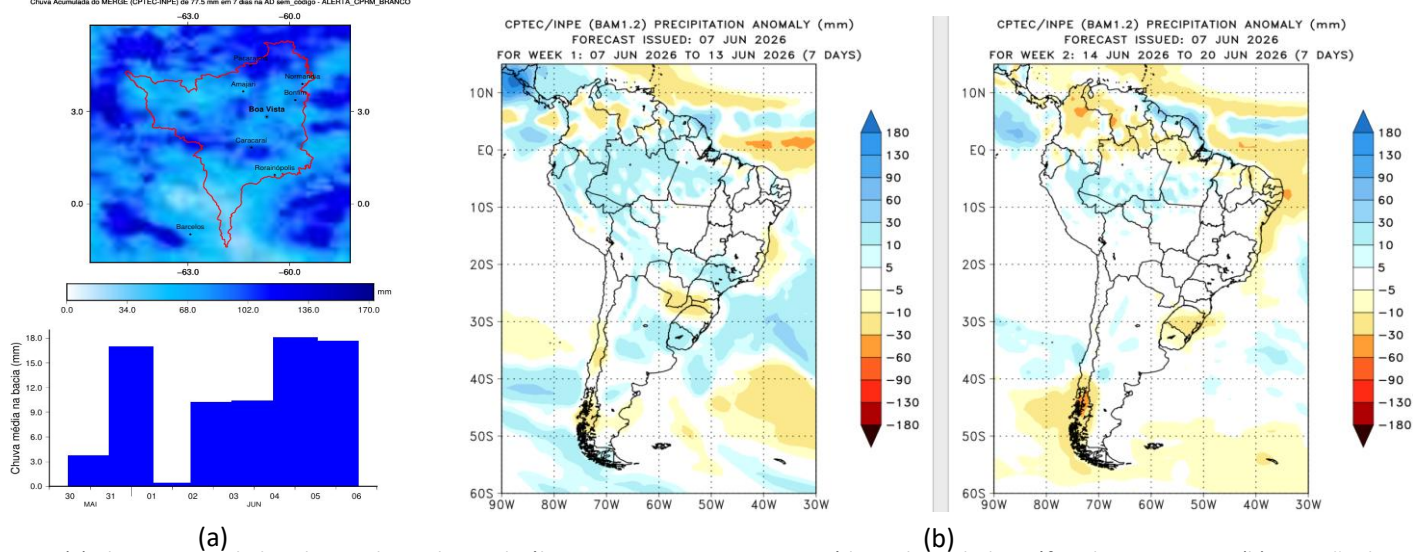 Chuva Acumulada do MERGE (CPTEC-INPE) de 77.5 mm em 7 dias na AD sem_codigo - ALERTA_CPRM_BRANCO
-63.0 -60.0
Pacaraima
Normandia
Amajari
Bonfim
3.0 3.0
Boa Vista
Caracaraí
Rorainópolis
0.0 0.0
Barcelos
-63.0 -60.0
mm
0.0 34.0 68.0 102.0 136.0 170.0
Chuva média na bacia (mm)
18.0
15.0
12.0
9.0
6.0
3.0
0.0
30 31 01 02 03 04 05 06
MAI JUN
(a)
CPTEC/INPE (BAM1.2) PRECIPITATION ANOMALY (mm)
FORECAST ISSUED: 07 JUN 2026
FOR WEEK 1: 07 JUN 2026 TO 13 JUN 2026 (7 DAYS)
10N
EQ
10S
20S
30S
40S
50S
60S
90W 80W 70W 60W 50W 40W 30W
180
130
90
60
30
10
5
-5
-10
-30
-60
-90
-130
-180
CPTEC/INPE (BAM1.2) PRECIPITATION ANOMALY (mm)
FORECAST ISSUED: 07 JUN 2026
FOR WEEK 2: 14 JUN 2026 TO 20 JUN 2026 (7 DAYS)
10N
EQ
10S
20S
30S
40S
50S
60S
90W 80W 70W 60W 50W 40W 30W
180
130
90
60
30
10
5
-5
-10
-30
-60
-90
-130
-180
(b)